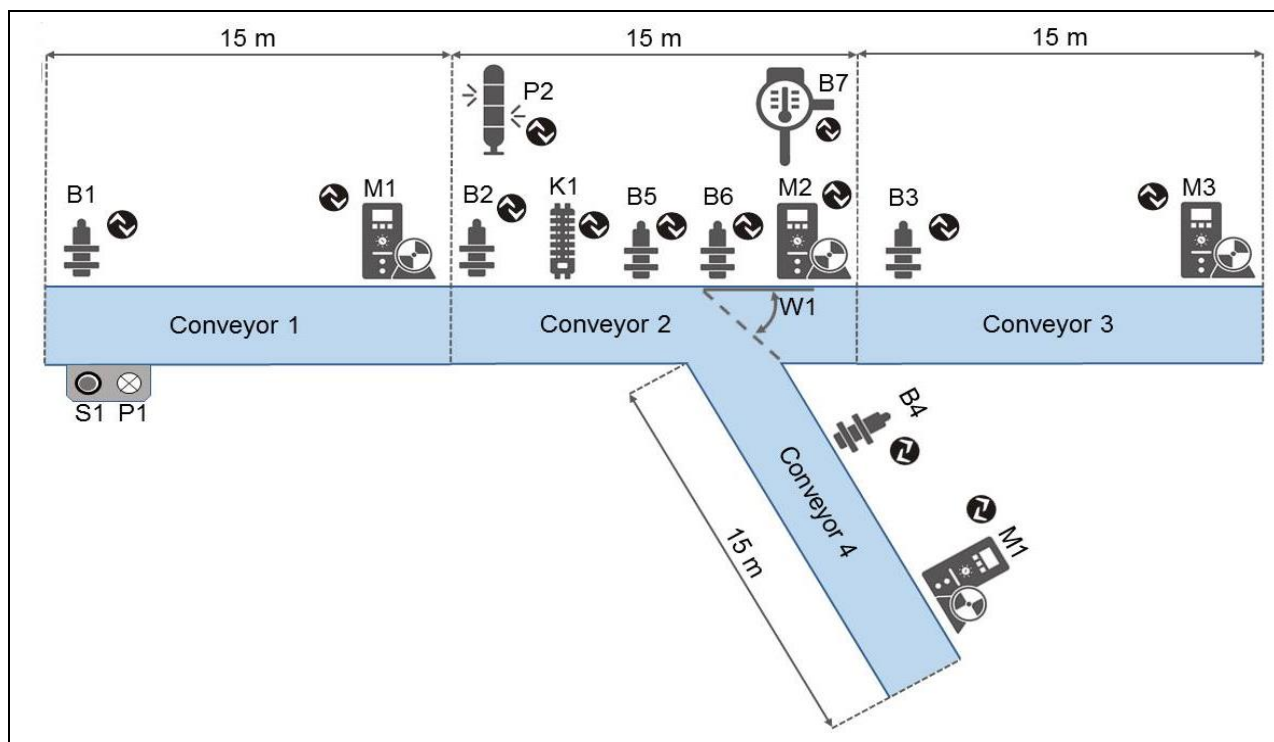 15 m 15 m 15 m
P2 B7
B1 M1 B2 K1 B5 B6 M2 B3 M3
W1
Conveyor 1 Conveyor 2 Conveyor 3
S1 P1
B4
Conveyor 4
M1
15 m